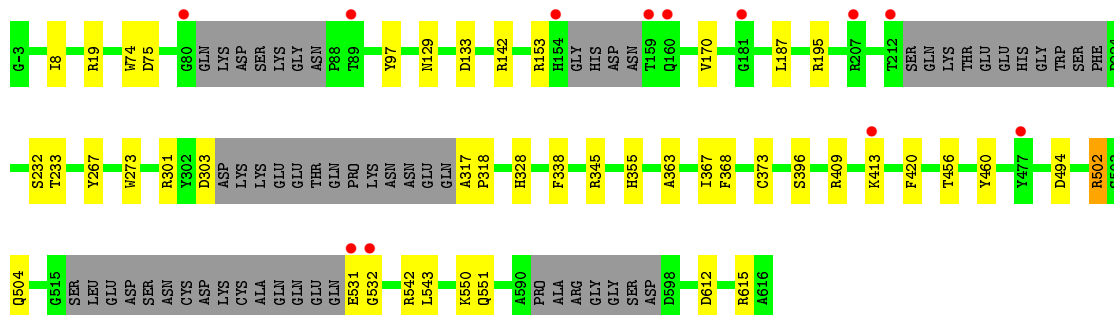 G-3 I8 R19 W74 D75 G80 GLN LYS ASP SER LYS GLY ASN P88 T89 Y97 N129 D133 R142 R153 H154 GLY HIS ASP ASN T159 Q160 V170 G181 L187 R195 R207 T212 SER GLN LYS THR GLU GLU HIS GLY TRP SER PHE
S232 T233 Y267 W273 R301 Y302 D303 ASP LYS LYS GLU GLU THR GLN PRO LYS ASN ASN GLU GLN A317 P318 H328 F338 R345 H355 A363 I367 F368 C373 S396 R409 K413 F420 T456 Y460 Y477 D494 R502
Q504 G515 SER LEU GLU ASP SER ASN CYS ASP LYS CYS ALA GLN GLN GLU GLN E531 G532 R542 L543 K550 Q551 A590 PRO ALA ARG GLY GLY SER ASP D598 D612 R615 A616